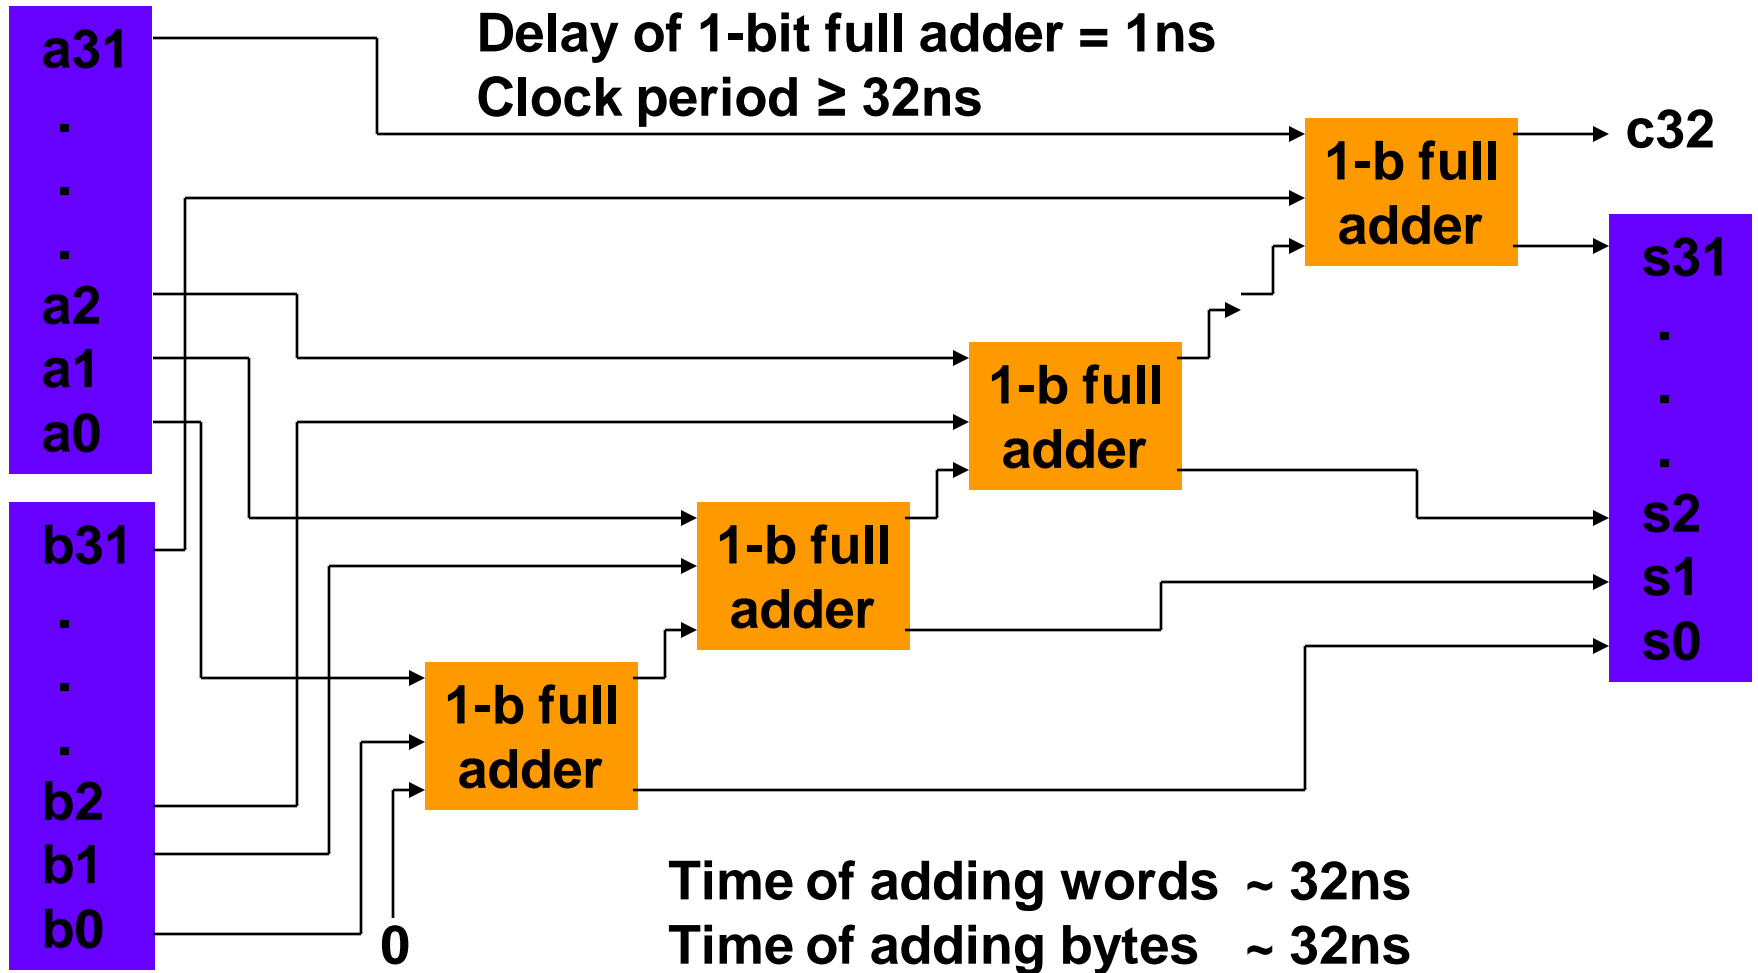 Delay of 1-bit full adder = 1ns
Clock period ≥ 32ns
a31
.
.
.
a2
a1
a0
b31
.
.
.
b2
b1
b0
0
1-b full
adder
1-b full
adder
1-b full
adder
1-b full
adder
c32
s31
.
.
.
s2
s1
s0
Time of adding words ~ 32ns
Time of adding bytes ~ 32ns